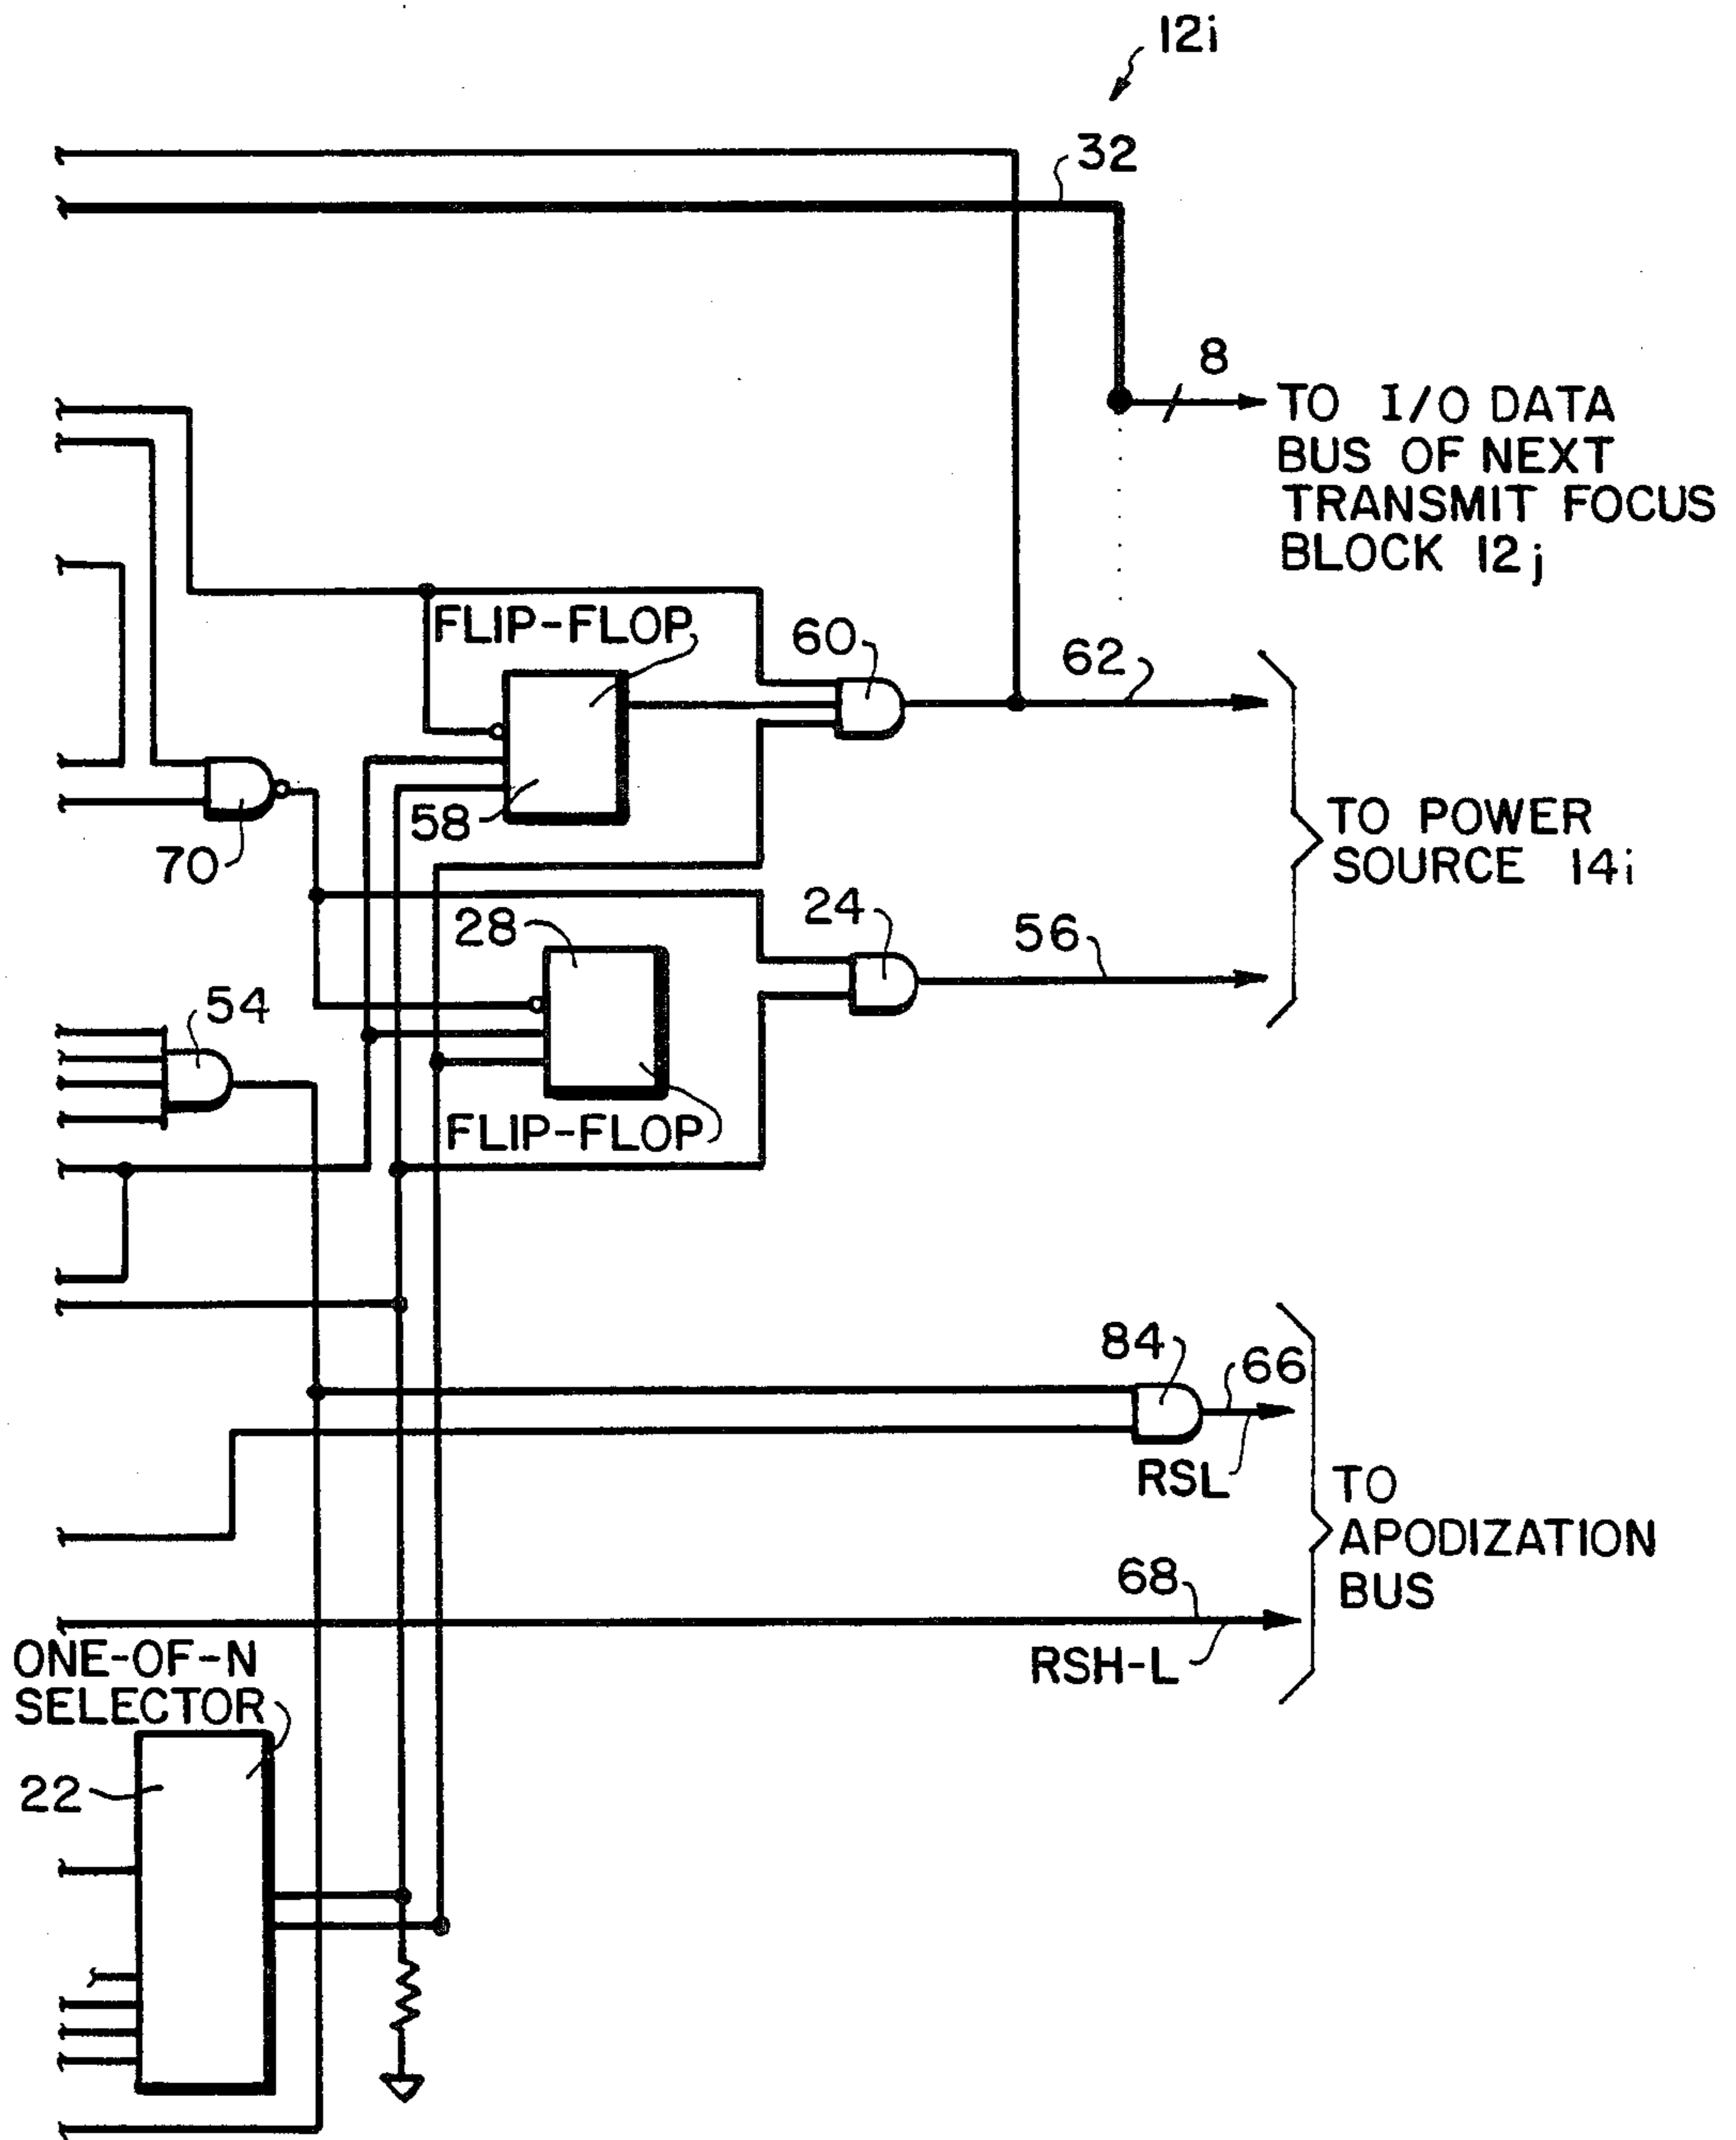 12i
32
8
TO I/O DATA
BUS OF NEXT
TRANSMIT FOCUS
BLOCK 12j
FLIP-FLOP
60
62
58
70
TO POWER
SOURCE 14i
28
24
56
54
FLIP-FLOP
84
66
RSL
TO
APODIZATION
BUS
68
RSH-L
ONE-OF-N
SELECTOR
22